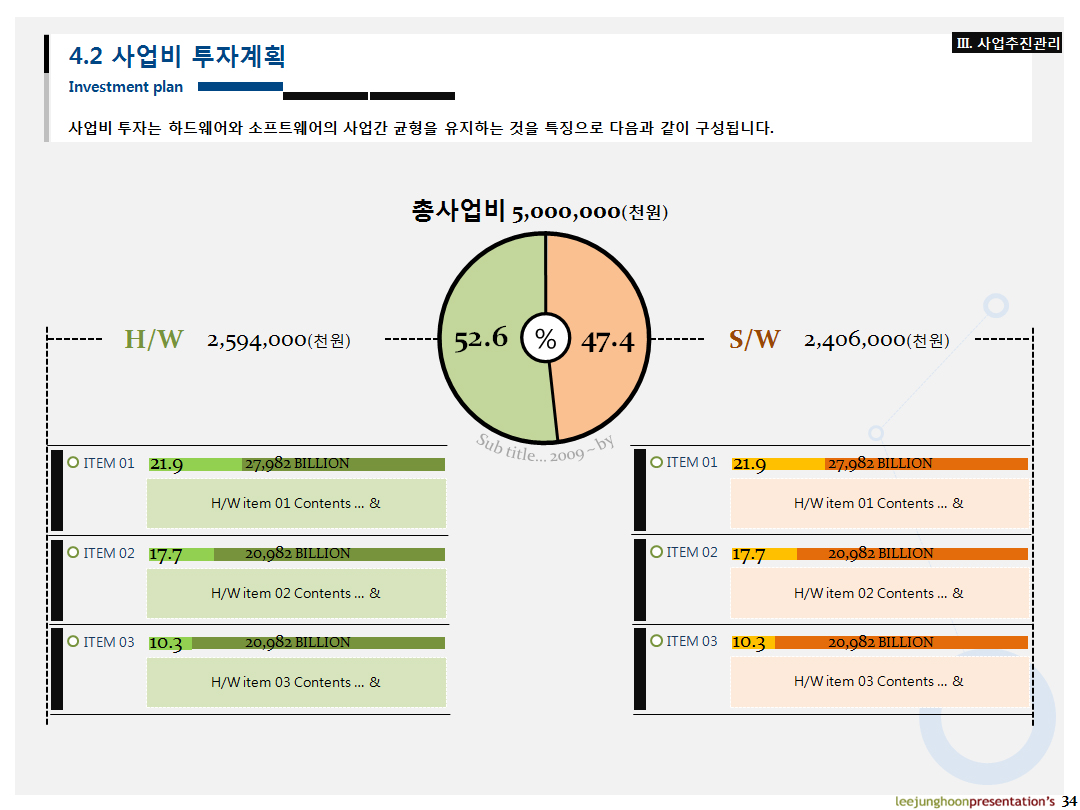 4.2 사업비 투자계획
Ⅲ. 사업추진관리
Investment plan
사업비 투자는 하드웨어와 소프트웨어의 사업간 균형을 유지하는 것을 특징으로 다음과 같이 구성됩니다.
총사업비 5,000,000(천원)
H/W 2,594,000(천원)
52.6 % 47.4
S/W 2,406,000(천원)
Sub title... 2009 ~ by
ITEM 01 21.9 27,982 BILLION
H/W item 01 Contents ... &
ITEM 02 17.7 20,982 BILLION
H/W item 02 Contents ... &
ITEM 03 10.3 20,982 BILLION
H/W item 03 Contents ... &
ITEM 01 21.9 27,982 BILLION
H/W item 01 Contents ... &
ITEM 02 17.7 20,982 BILLION
H/W item 02 Contents ... &
ITEM 03 10.3 20,982 BILLION
H/W item 03 Contents ... &
leejunghoonpresentation's 34